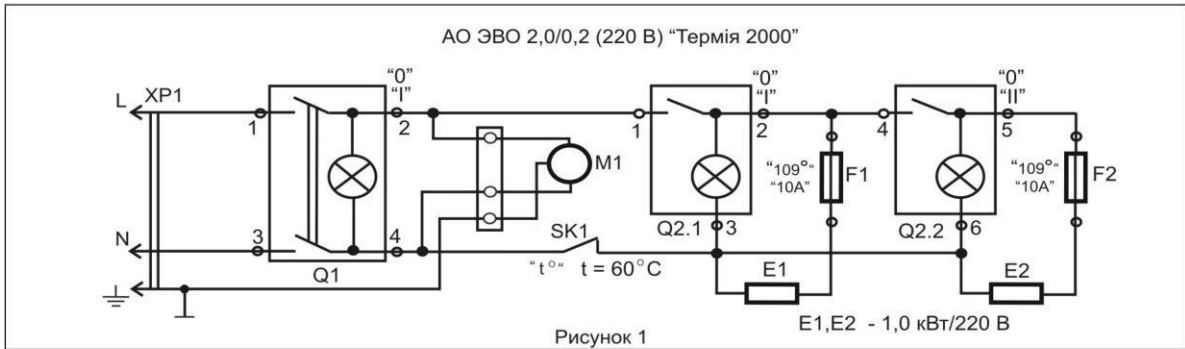 АО ЭВО 2,0/0,2 (220 В) “Термія 2000”
L XP1 1 “0” “I” 2
3 4 Q1
N
M1
SK1
“t°“ t = 60°C
1 “0” “I” 2
“109°“ “10A” F1
Q2.1 3
4 “0” “II” 5
“109°“ “10A” F2
Q2.2 6
E1 E2
E1,E2 - 1,0 кВт/220 В
Рисунок 1